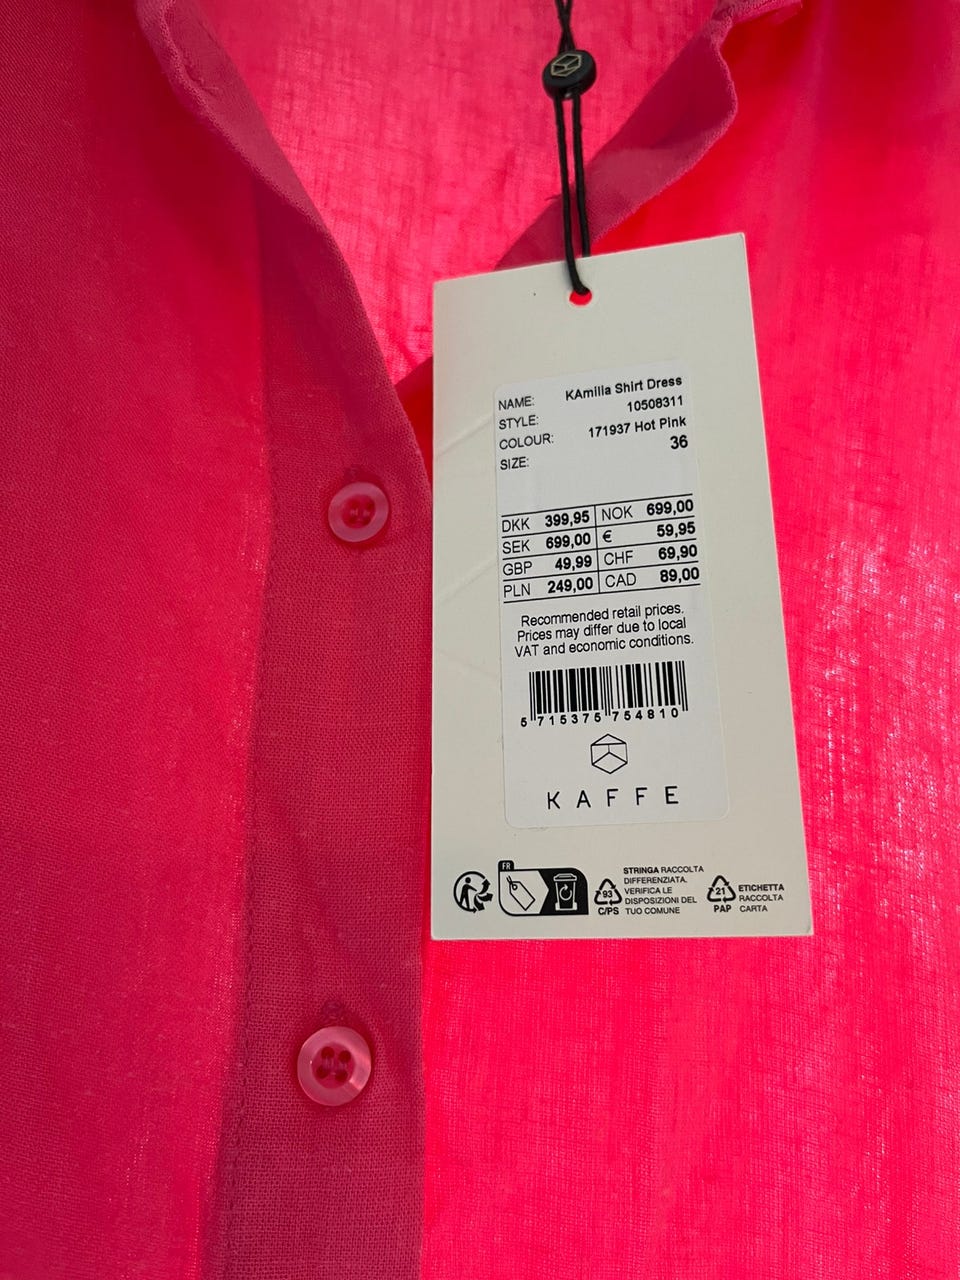 NAME: KAmilla Shirt Dress
STYLE: 10508311
COLOUR: 171937 Hot Pink
SIZE: 36
DKK 399,95 NOK 699,00
SEK 699,00 € 59,95
GBP 49,99 CHF 69,90
PLN 249,00 CAD 89,00
Recommended retail prices.
Prices may differ due to local
VAT and economic conditions.
5 715375 754810
KAFFE
FR
93
C/PS
STRINGA RACCOLTA
DIFFERENZIATA.
VERIFICA LE
DISPOSIZIONI DEL
TUO COMUNE
21
PAP
ETICHETTA
RACCOLTA
CARTA